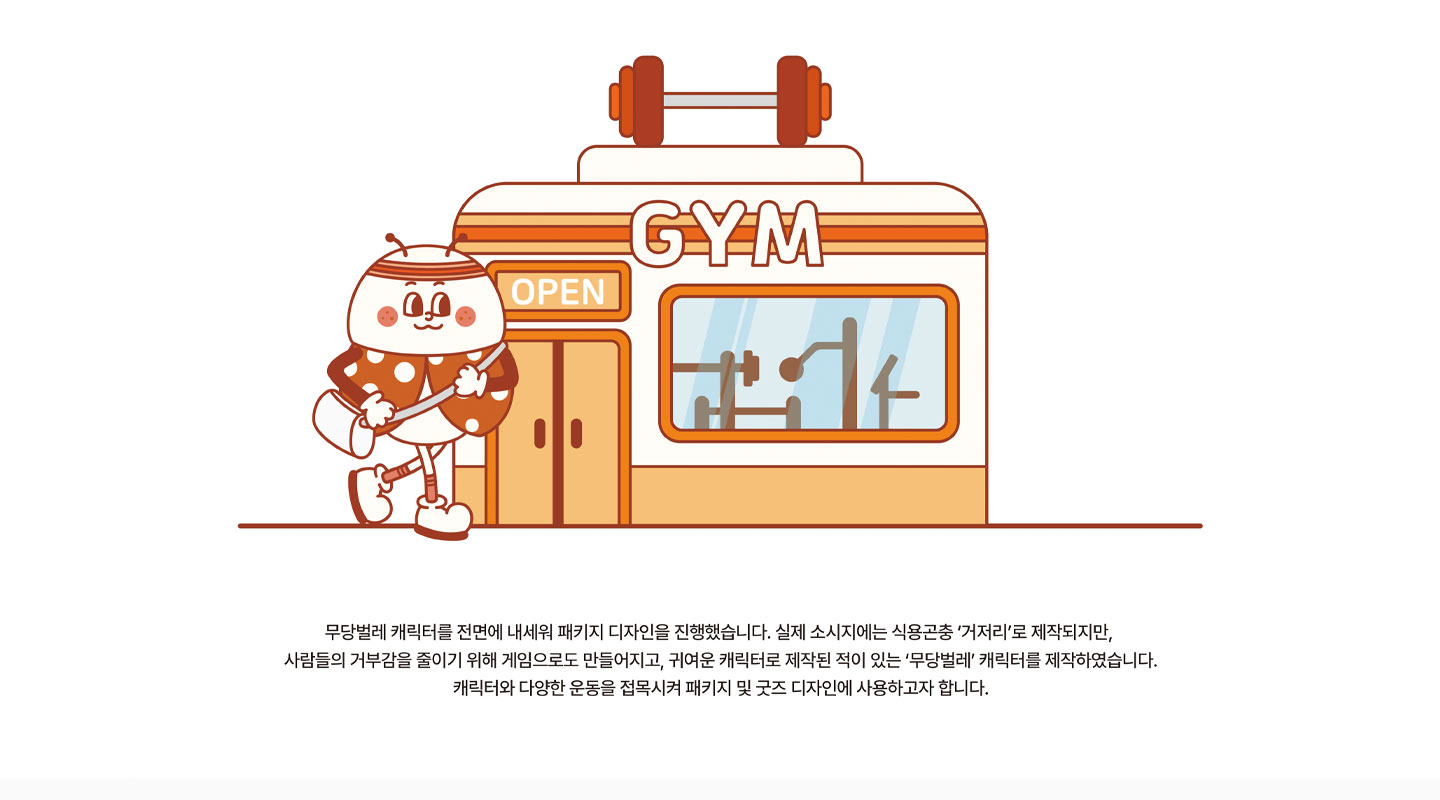 GYM
OPEN
무당벌레 캐릭터를 전면에 내세워 패키지 디자인을 진행했습니다. 실제 소시지에는 식용곤충 ‘거저리’로 제작되지만,
사람들의 거부감을 줄이기 위해 게임으로도 만들어지고, 귀여운 캐릭터로 제작된 적이 있는 ‘무당벌레’ 캐릭터를 제작하였습니다.
캐릭터와 다양한 운동을 접목시켜 패키지 및 굿즈 디자인에 사용하고자 합니다.